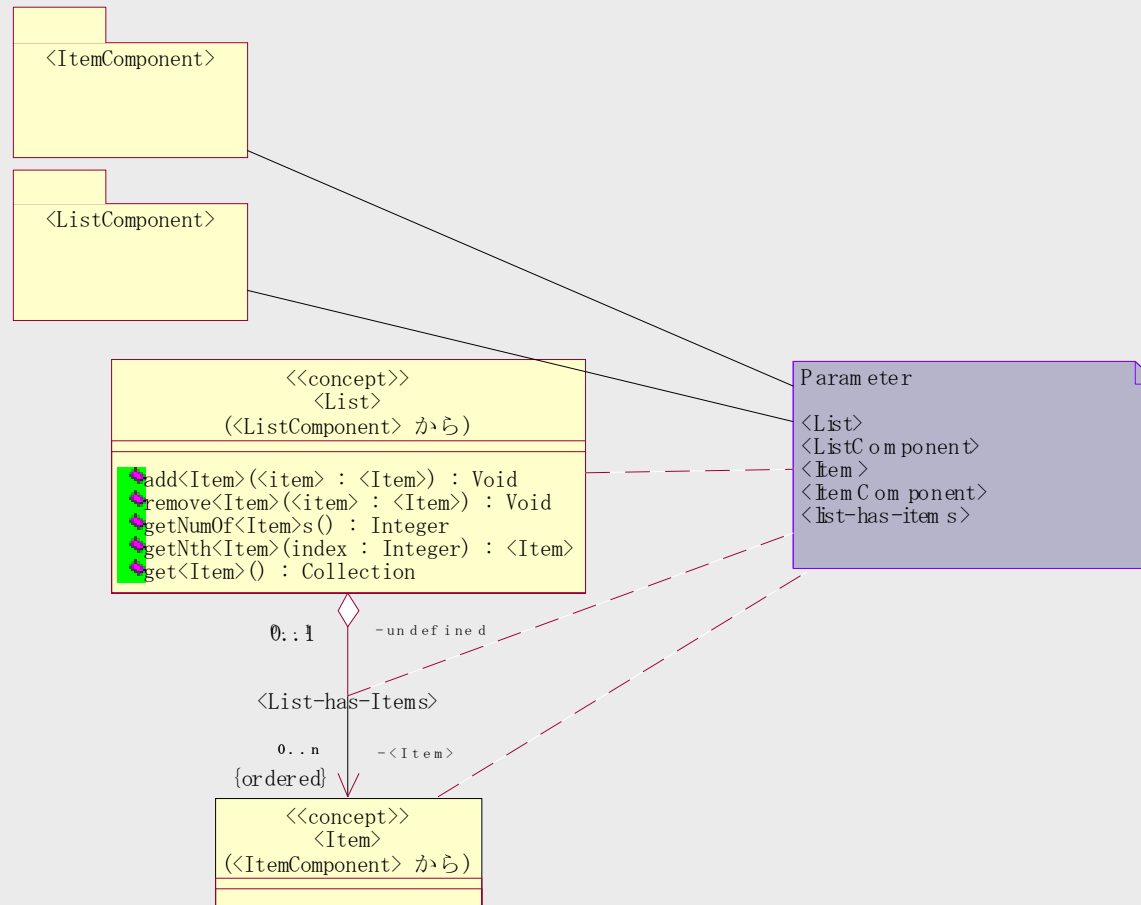 <ItemComponent>
<ListComponent>
<<concept>>
<List>
(<ListComponent> から)
add<Item>(<item> : <Item>) : Void
remove<Item>(<item> : <Item>) : Void
getNumOf<Item>s() : Integer
getNth<Item>(index : Integer) : <Item>
get<Item>() : Collection
Parameter
<List>
<ListComponent>
<Item>
<ItemComponent>
<list-has-items>
0..1
-undefined
<List-has-Items>
0..n
-<Item>
{ordered}
<<concept>>
<Item>
(<ItemComponent> から)